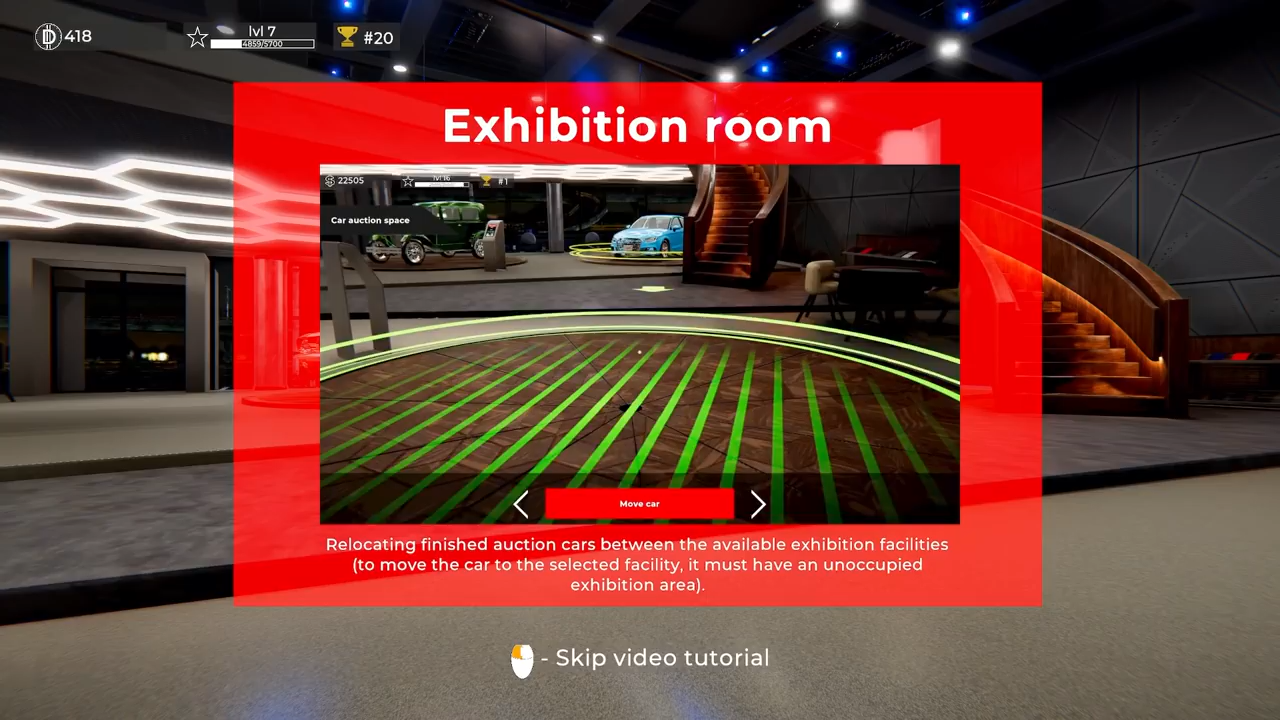 418
lvl 7
4859/5700
#20
Exhibition room
22505
lvl 16
#1
Car auction space
Move car
Relocating finished auction cars between the available exhibition facilities
(to move the car to the selected facility, it must have an unoccupied
exhibition area).
- Skip video tutorial